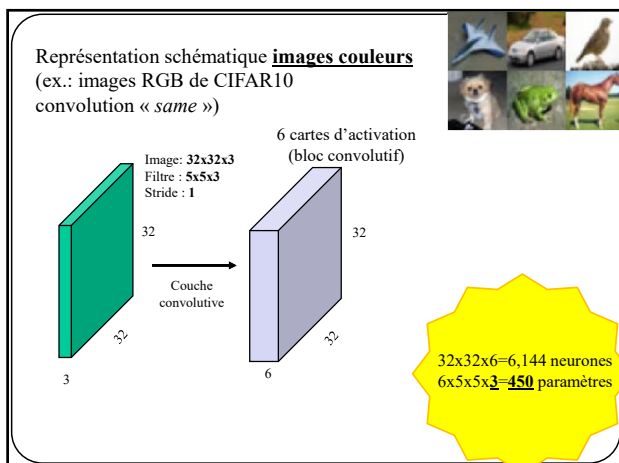 Représentation schématique images couleurs
(ex.: images RGB de CIFAR10
convolution « same »)
6 cartes d’activation
(bloc convolutif)
Image: 32x32x3
Filtre : 5x5x3
Stride : 1
32
32
3
Couche
convolutive
32
32
6
32x32x6=6,144 neurones
6x5x5x3=450 paramètres